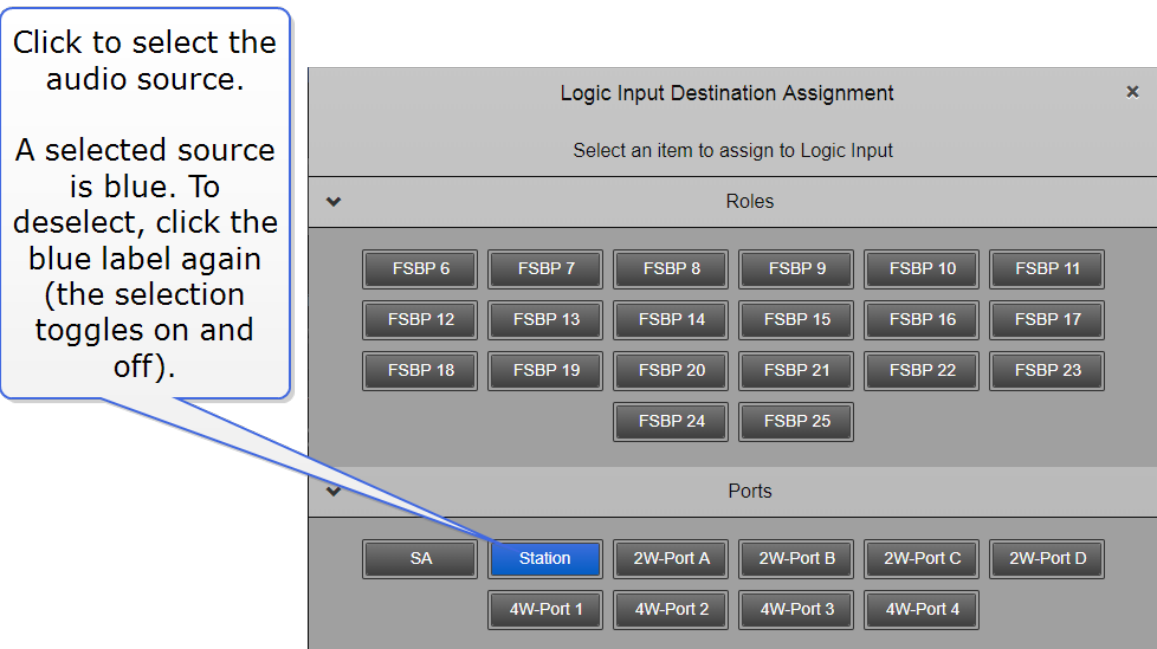 Click to select the
audio source.
A selected source
is blue. To
deselect, click the
blue label again
(the selection
toggles on and
off).
Logic Input Destination Assignment
Select an item to assign to Logic Input
Roles
FSBP 6 FSBP 7 FSBP 8 FSBP 9 FSBP 10 FSBP 11
FSBP 12 FSBP 13 FSBP 14 FSBP 15 FSBP 16 FSBP 17
FSBP 18 FSBP 19 FSBP 20 FSBP 21 FSBP 22 FSBP 23
FSBP 24 FSBP 25
Ports
SA Station 2W-Port A 2W-Port B 2W-Port C 2W-Port D
4W-Port 1 4W-Port 2 4W-Port 3 4W-Port 4